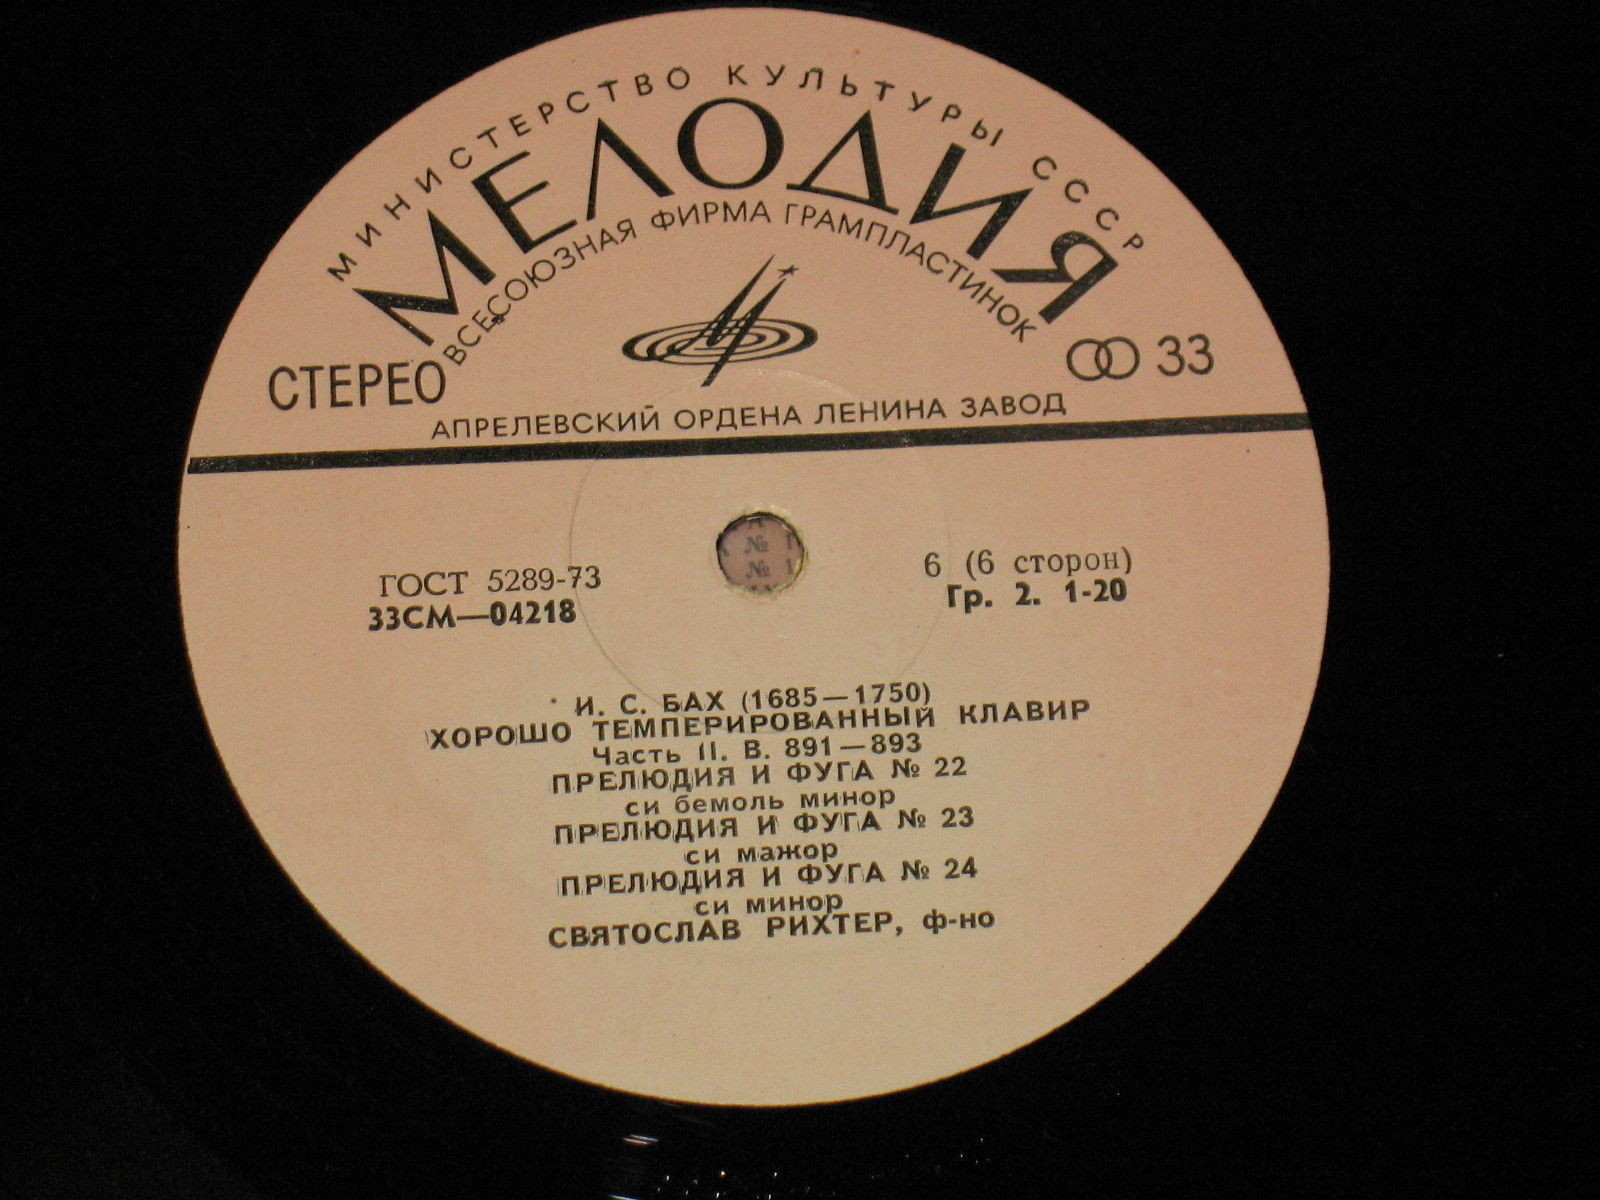 МИНИСТЕРСТВО КУЛЬТУРЫ СССР
МЕЛОДИЯ
ВСЕСОЮЗНАЯ ФИРМА ГРАМПЛАСТИНОК
СТЕРЕО
33
АПРЕЛЕВСКИЙ ОРДЕНА ЛЕНИНА ЗАВОД
ГОСТ 5289-73
33СМ—04218
6 (6 сторон)
Гр. 2. 1-20
№
№
И. С. БАХ (1685—1750)
ХОРОШО ТЕМПЕРИРОВАННЫЙ КЛАВИР
Часть II. В. 891—893
ПРЕЛЮДИЯ И ФУГА № 22
си бемоль минор
ПРЕЛЮДИЯ И ФУГА № 23
си мажор
ПРЕЛЮДИЯ И ФУГА № 24
си минор
СВЯТОСЛАВ РИХТЕР, ф-но